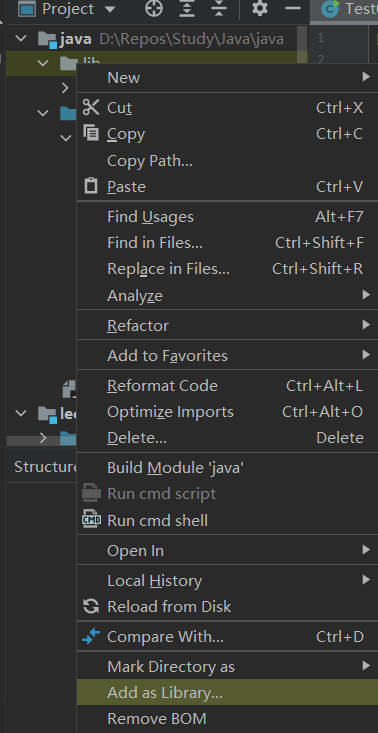 Project
Test
java D:\Repos\Study\Java\java
1
lib
2
New
Cut Ctrl+X
Copy Ctrl+C
Copy Path...
Paste Ctrl+V
Find Usages Alt+F7
Find in Files... Ctrl+Shift+F
Replace in Files... Ctrl+Shift+R
Analyze
Refactor
Add to Favorites
Reformat Code Ctrl+Alt+L
Optimize Imports Ctrl+Alt+O
Delete... Delete
Build Module 'java'
Run cmd script
CMD Run cmd shell
Open In
Local History
Reload from Disk
Compare With... Ctrl+D
Mark Directory as
Add as Library...
Remove BOM
Structure